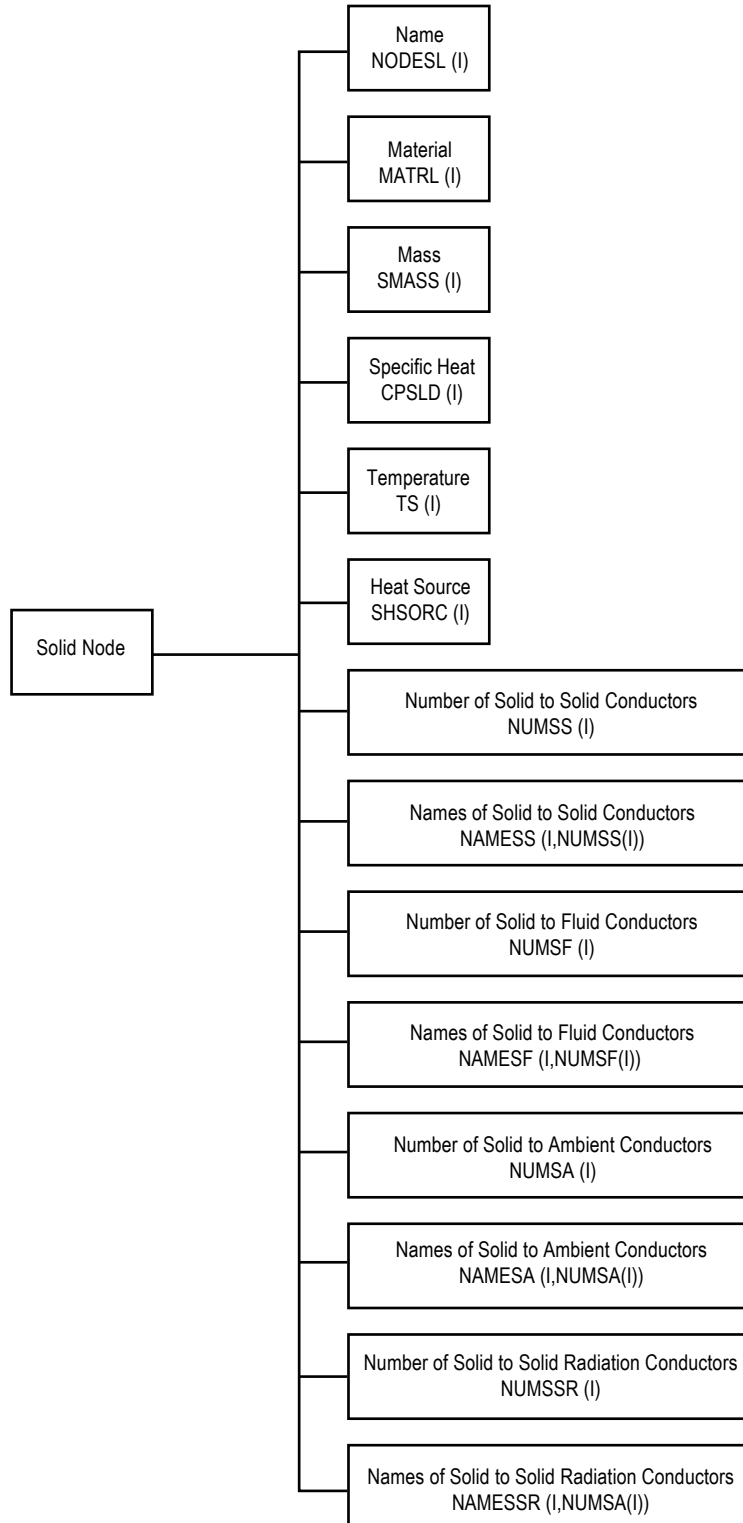 Name
NODESL (I)
Material
MATRL (I)
Mass
SMASS (I)
Specific Heat
CPSLD (I)
Temperature
TS (I)
Heat Source
SHSORC (I)
Solid Node
Number of Solid to Solid Conductors
NUMSS (I)
Names of Solid to Solid Conductors
NAMESS (I,NUMSS(I))
Number of Solid to Fluid Conductors
NUMSF (I)
Names of Solid to Fluid Conductors
NAMESF (I,NUMSF(I))
Number of Solid to Ambient Conductors
NUMSA (I)
Names of Solid to Ambient Conductors
NAMESA (I,NUMSA(I))
Number of Solid to Solid Radiation Conductors
NUMSSR (I)
Names of Solid to Solid Radiation Conductors
NAMESSR (I,NUMSA(I))